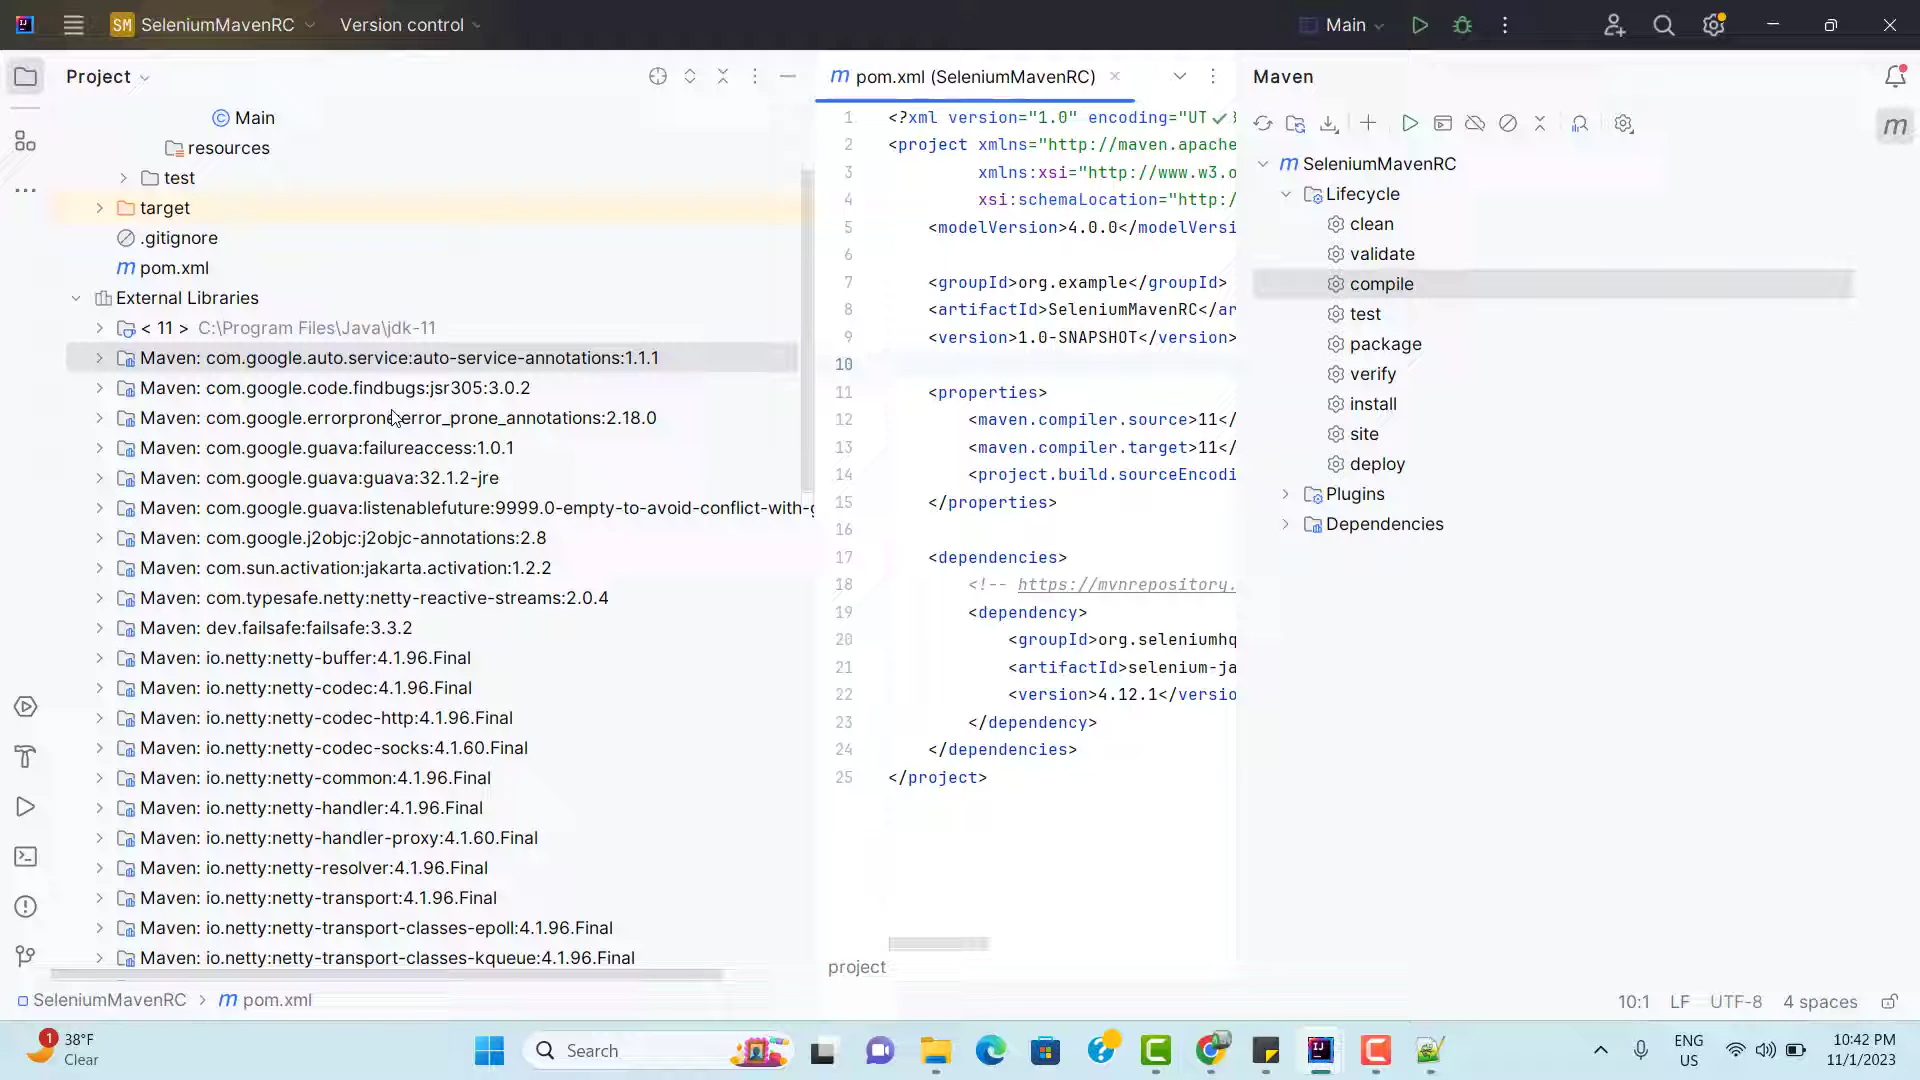 SM SeleniumMavenRC Version control Main
Project
Main
resources
test
target
.gitignore
m pom.xml
External Libraries
< 11 > C:\Program Files\Java\jdk-11
Maven: com.google.auto.service:auto-service-annotations:1.1.1
Maven: com.google.code.findbugs:jsr305:3.0.2
Maven: com.google.errorprone:error_prone_annotations:2.18.0
Maven: com.google.guava:failureaccess:1.0.1
Maven: com.google.guava:guava:32.1.2-jre
Maven: com.google.guava:listenablefuture:9999.0-empty-to-avoid-conflict-with-g
Maven: com.google.j2objc:j2objc-annotations:2.8
Maven: com.sun.activation:jakarta.activation:1.2.2
Maven: com.typesafe.netty:netty-reactive-streams:2.0.4
Maven: dev.failsafe:failsafe:3.3.2
Maven: io.netty:netty-buffer:4.1.96.Final
Maven: io.netty:netty-codec:4.1.96.Final
Maven: io.netty:netty-codec-http:4.1.96.Final
Maven: io.netty:netty-codec-socks:4.1.60.Final
Maven: io.netty:netty-common:4.1.96.Final
Maven: io.netty:netty-handler:4.1.96.Final
Maven: io.netty:netty-handler-proxy:4.1.60.Final
Maven: io.netty:netty-resolver:4.1.96.Final
Maven: io.netty:netty-transport:4.1.96.Final
Maven: io.netty:netty-transport-classes-epoll:4.1.96.Final
Maven: io.netty:netty-transport-classes-kqueue:4.1.96.Final
m pom.xml (SeleniumMavenRC)
1 <?xml version="1.0" encoding="UT
2 <project xmlns="http://maven.apache
3 xmlns:xsi="http://www.w3.o
4 xsi:schemaLocation="http:/
5 <modelVersion>4.0.0</modelVersi
6
7 <groupId>org.example</groupId>
8 <artifactId>SeleniumMavenRC</ar
9 <version>1.0-SNAPSHOT</version>
10
11 <properties>
12 <maven.compiler.source>11</
13 <maven.compiler.target>11</
14 <project.build.sourceEncodi
15 </properties>
16
17 <dependencies>
18 <!-- https://mvnrepository.
19 <dependency>
20 <groupId>org.seleniumhq
21 <artifactId>selenium-ja
22 <version>4.12.1</versio
23 </dependency>
24 </dependencies>
25 </project>
project
Maven
m SeleniumMavenRC
Lifecycle
clean
validate
compile
test
package
verify
install
site
deploy
Plugins
Dependencies
SeleniumMavenRC > m pom.xml
10:1 LF UTF-8 4 spaces
1 38°F
Clear
Search
ENG
US
10:42 PM
11/1/2023